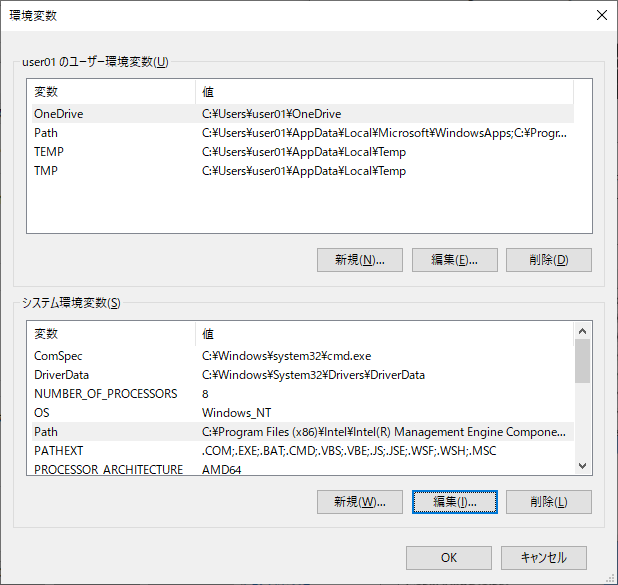 環境変数
user01 のユーザー環境変数(U)
変数 値
OneDrive C:¥Users¥user01¥OneDrive
Path C:¥Users¥user01¥AppData¥Local¥Microsoft¥WindowsApps;C:¥Progr...
TEMP C:¥Users¥user01¥AppData¥Local¥Temp
TMP C:¥Users¥user01¥AppData¥Local¥Temp
新規(N)... 編集(E)... 削除(D)
システム環境変数(S)
変数 値
ComSpec C:¥Windows¥system32¥cmd.exe
DriverData C:¥Windows¥System32¥Drivers¥DriverData
NUMBER_OF_PROCESSORS 8
OS Windows_NT
Path C:¥Program Files (x86)¥Intel¥Intel(R) Management Engine Compone...
PATHEXT .COM;.EXE;.BAT;.CMD;.VBS;.VBE;.JS;.JSE;.WSF;.WSH;.MSC
PROCESSOR_ARCHITECTURE AMD64
新規(W)... 編集(I)... 削除(L)
OK キャンセル